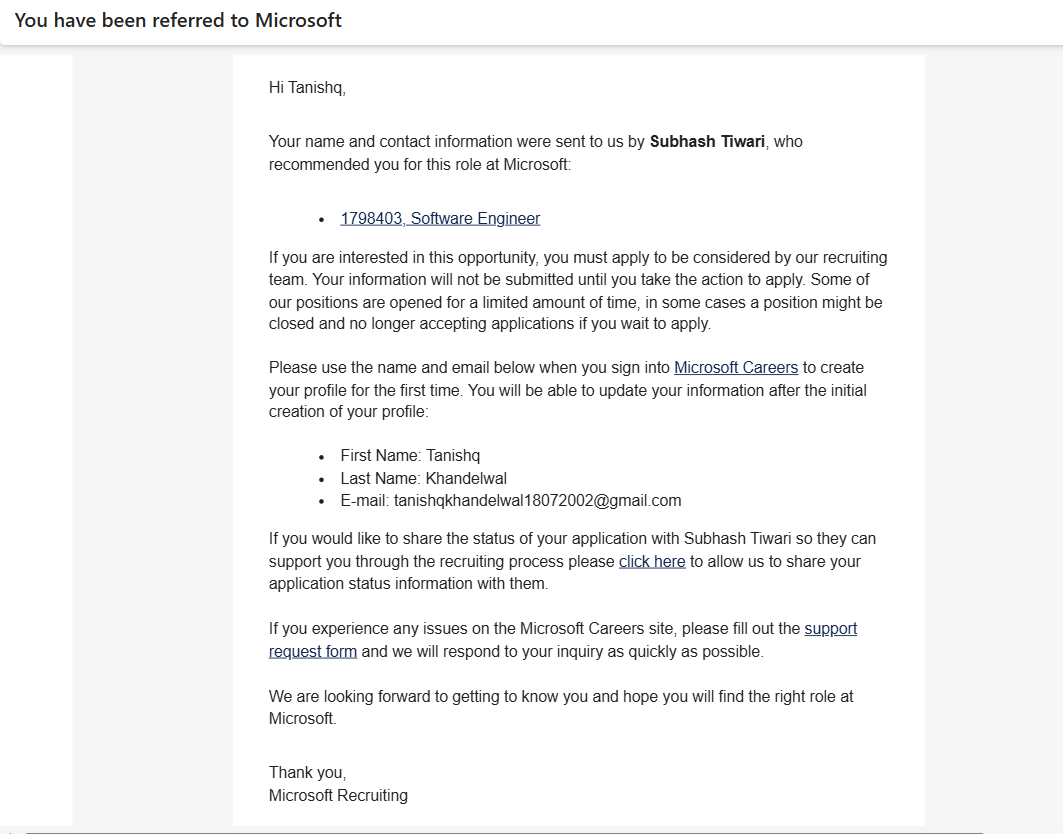 You have been referred to Microsoft
Hi Tanishq,
Your name and contact information were sent to us by Subhash Tiwari, who
recommended you for this role at Microsoft:
• 1798403, Software Engineer
If you are interested in this opportunity, you must apply to be considered by our recruiting
team. Your information will not be submitted until you take the action to apply. Some of
our positions are opened for a limited amount of time, in some cases a position might be
closed and no longer accepting applications if you wait to apply.
Please use the name and email below when you sign into Microsoft Careers to create
your profile for the first time. You will be able to update your information after the initial
creation of your profile:
• First Name: Tanishq
• Last Name: Khandelwal
• E-mail: tanishqkhandelwal18072002@gmail.com
If you would like to share the status of your application with Subhash Tiwari so they can
support you through the recruiting process please click here to allow us to share your
application status information with them.
If you experience any issues on the Microsoft Careers site, please fill out the support
request form and we will respond to your inquiry as quickly as possible.
We are looking forward to getting to know you and hope you will find the right role at
Microsoft.
Thank you,
Microsoft Recruiting